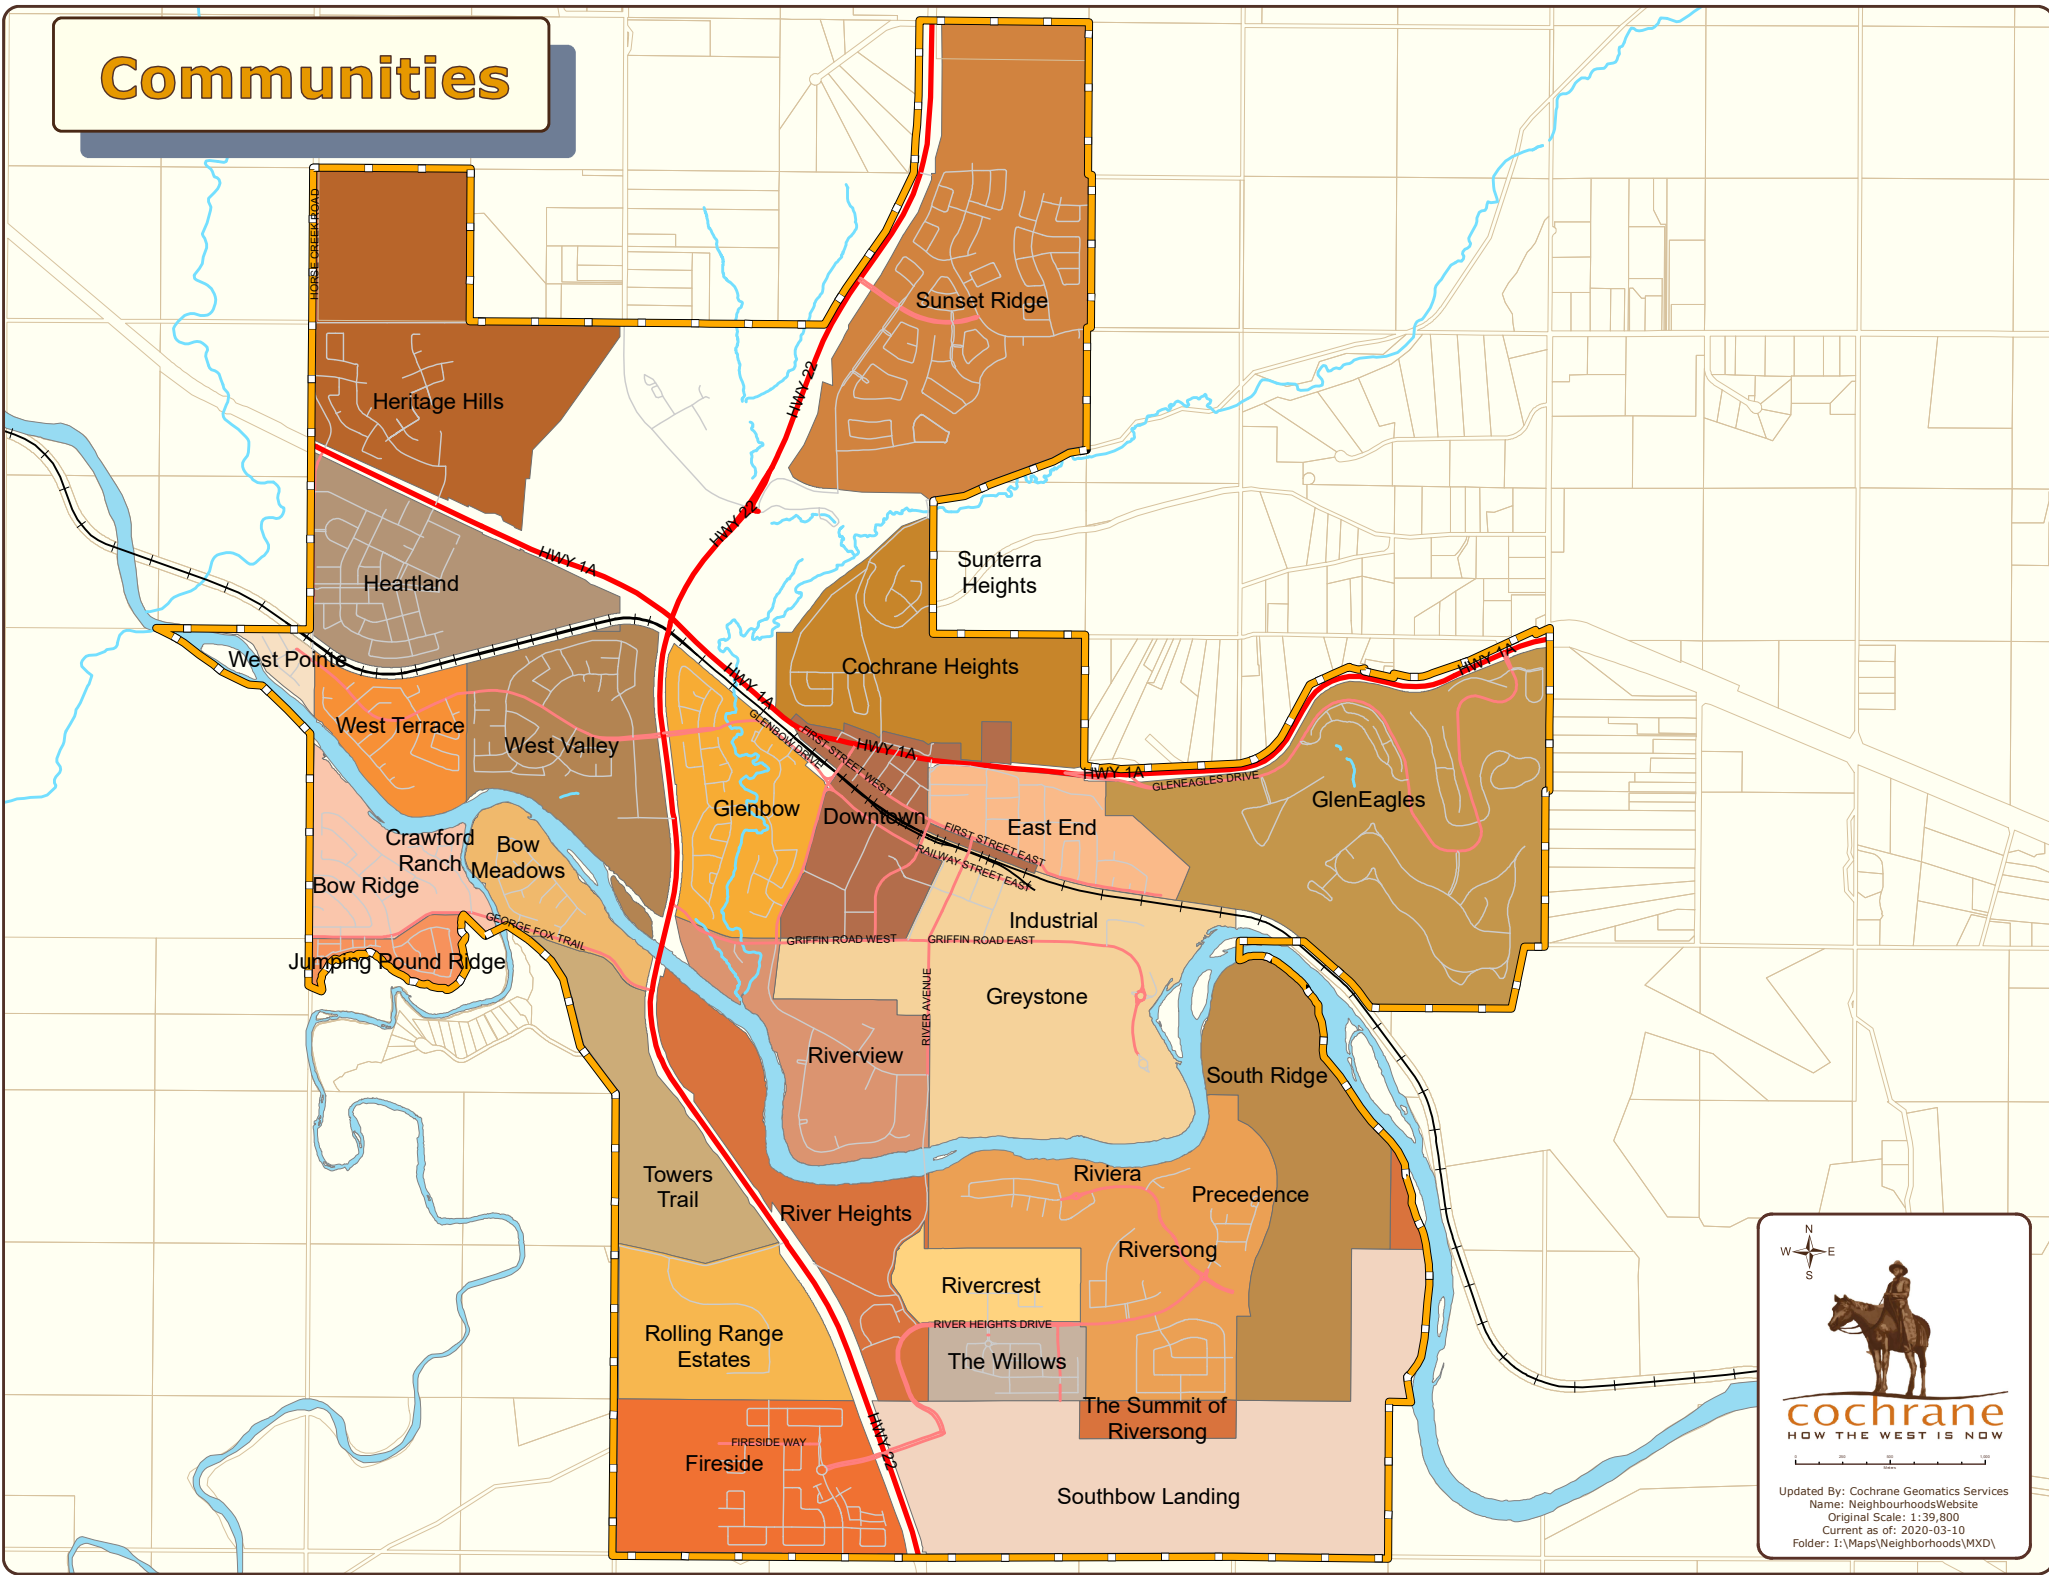 Communities
HORSE CREEK ROAD
Sunset Ridge
HWY 22
Heritage Hills
HWY 22
HWY 1A
Sunterra
Heights
Heartland
West Pointe
Cochrane Heights
HWY 1A
HWY 1A
West Terrace
West Valley
GLENBOW DRIVE
FIRST STREET WEST
HWY 1A
HWY 1A
GLENEAGLES DRIVE
GlenEagles
Glenbow
Downtown
East End
FIRST STREET EAST
RAILWAY STREET EAST
Crawford
Ranch
Bow
Meadows
Bow Ridge
GEORGE FOX TRAIL
Industrial
GRIFFIN ROAD WEST
GRIFFIN ROAD EAST
Jumping Pound Ridge
RIVER AVENUE
Greystone
Riverview
South Ridge
Towers
Trail
Riviera
Precedence
River Heights
Riversong
Rivercrest
RIVER HEIGHTS DRIVE
Rolling Range
Estates
The Willows
The Summit of
Riversong
HWY 22
FIRESIDE WAY
Fireside
Southbow Landing
N
W E
S
cochrane
HOW THE WEST IS NOW
Updated By: Cochrane Geomatics Services
Name: NeighbourhoodsWebsite
Original Scale: 1:39,800
Current as of: 2020-03-10
Folder: I:\Maps\Neighborhoods\MXD\